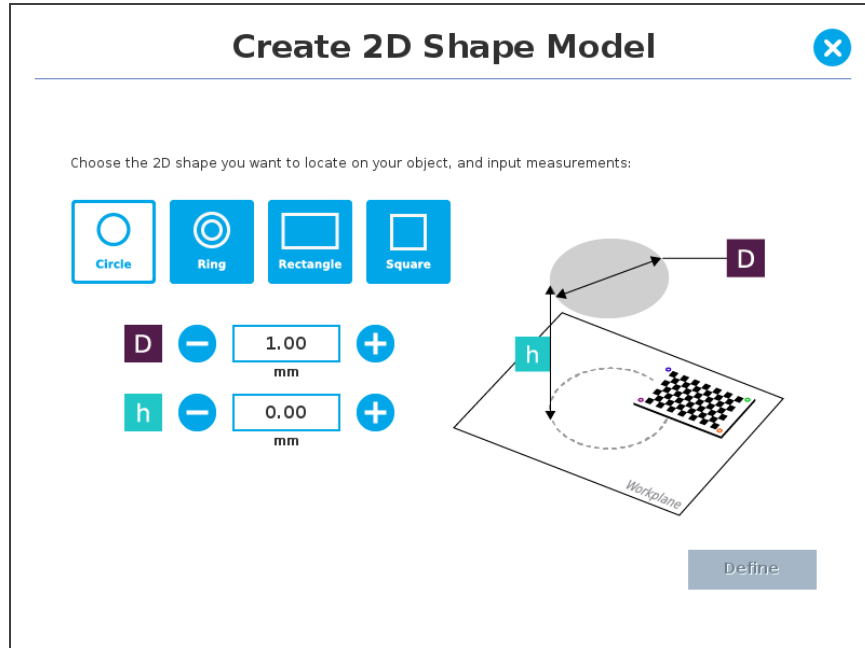 Create 2D Shape Model
Choose the 2D shape you want to locate on your object, and input measurements:
Circle Ring Rectangle Square
D
D 1.00
mm
h
h 0.00
mm
Workplane
Define